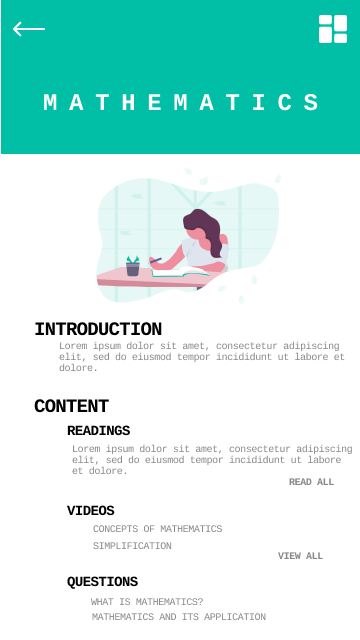 MATHEMATICS
INTRODUCTION
Lorem ipsum dolor sit amet, consectetur adipiscing
elit, sed do eiusmod tempor incididunt ut labore et
dolore.
CONTENT
READINGS
Lorem ipsum dolor sit amet, consectetur adipiscing
elit, sed do eiusmod tempor incididunt ut labore
et dolore.
READ ALL
VIDEOS
CONCEPTS OF MATHEMATICS
SIMPLIFICATION
VIEW ALL
QUESTIONS
WHAT IS MATHEMATICS?
MATHEMATICS AND ITS APPLICATION